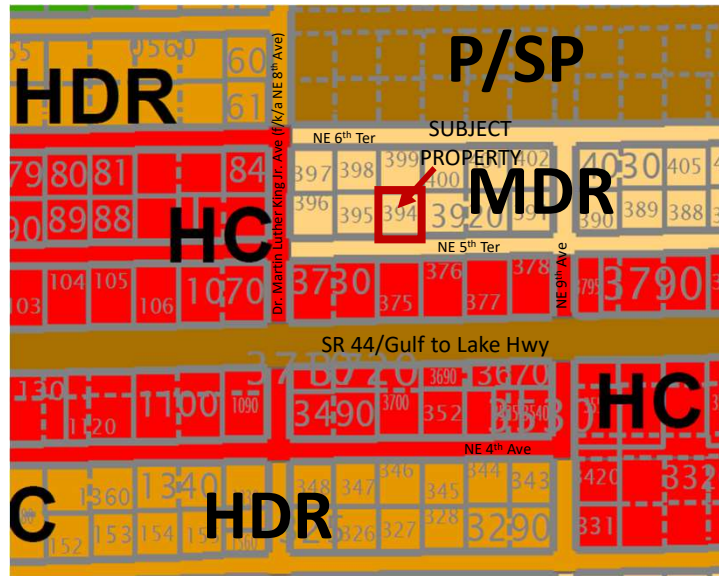 0560 60
HDR 61
P/SP
NE 6th Ter
SUBJECT
PROPERTY
79 80 81 84
397 398 399 400 402
MDR
4030 405
90 89 88
HC
396 395 394 3920
390 389 388
NE 5th Ter
Dr. Martin Luther King Jr. Ave (f/k/a NE 8th Ave)
NE 9th Ave
103 104 105 106 1070
3730 375 376 377 378
3795 3790
SR 44/Gulf to Lake Hwy
130 1120 1100 1090
3720
3690 3670
3490 3700 352
3540
HC
NE 4th Ave
C
1360 1340
HDR
348 347 346 345 344 343
3420 332
152 153 154
326 327 328 3290
331